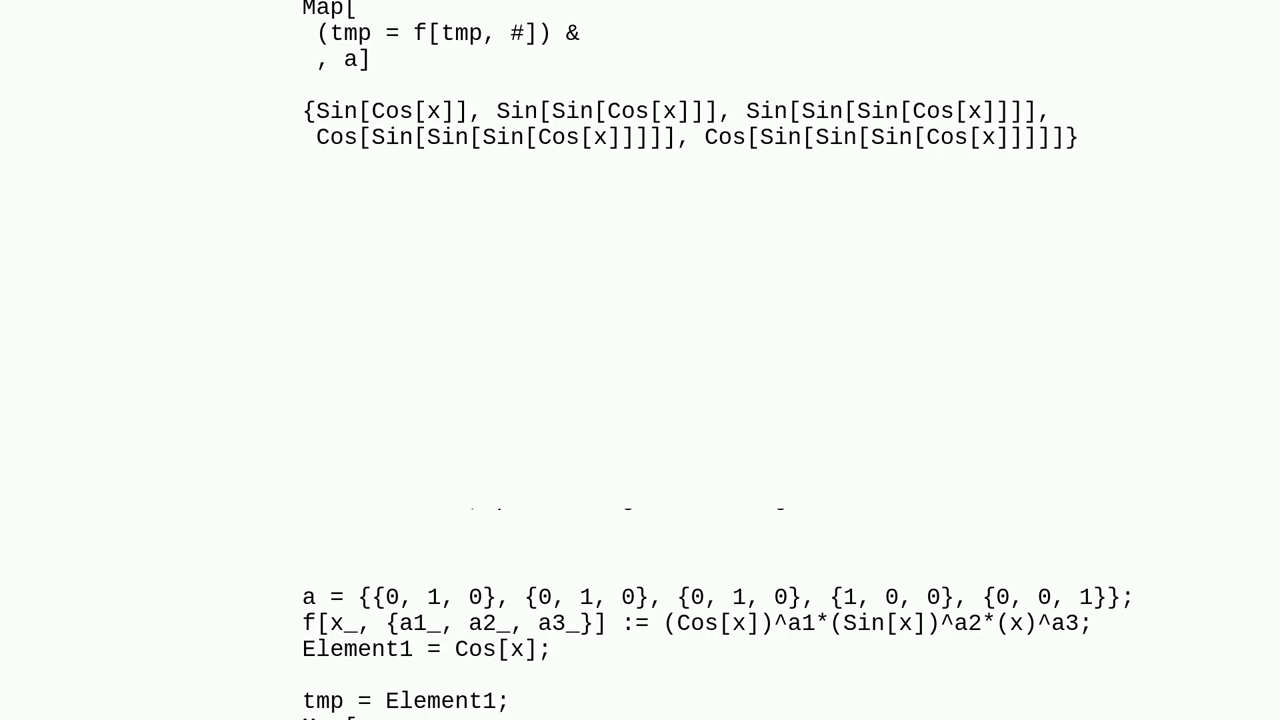 Map[
(tmp = f[tmp, #]) &
, a]
{Sin[Cos[x]], Sin[Sin[Cos[x]]], Sin[Sin[Sin[Cos[x]]]],
Cos[Sin[Sin[Sin[Cos[x]]]]], Cos[Sin[Sin[Sin[Cos[x]]]]]}
a = {{0, 1, 0}, {0, 1, 0}, {0, 1, 0}, {1, 0, 0}, {0, 0, 1}};
f[x_, {a1_, a2_, a3_}] := (Cos[x])^a1*(Sin[x])^a2*(x)^a3;
Element1 = Cos[x];
tmp = Element1;